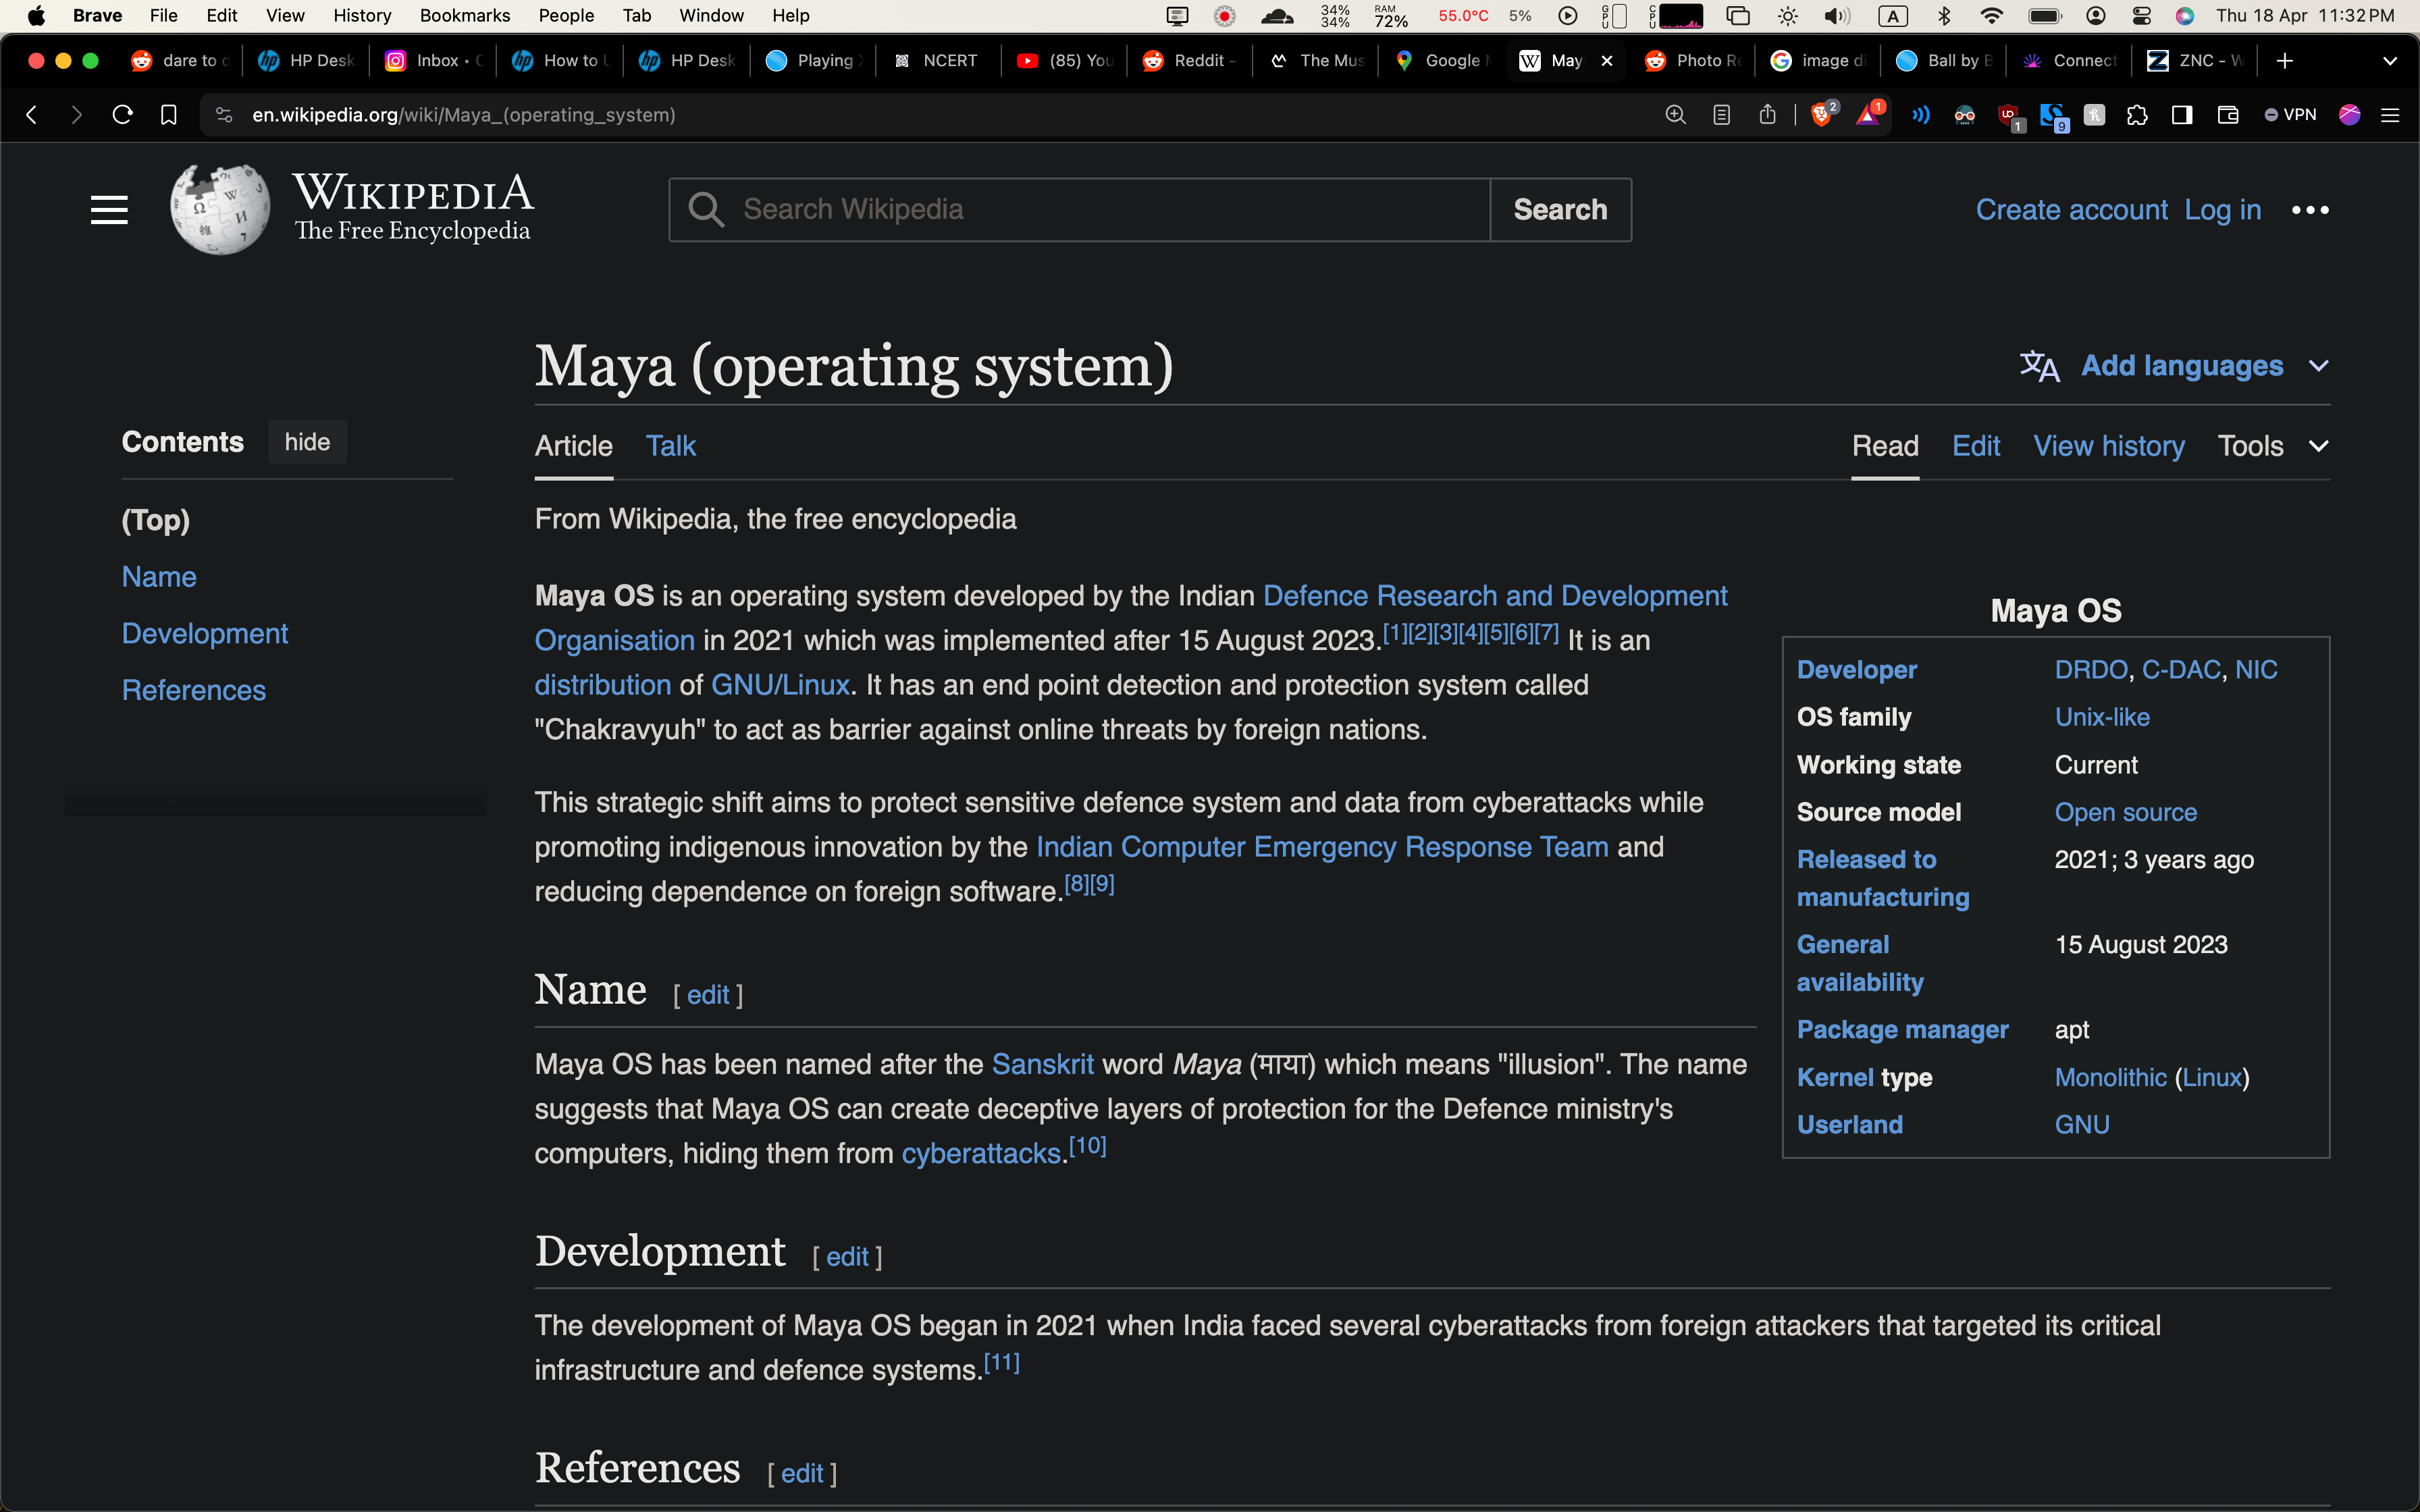 Brave File Edit View History Bookmarks People Tab Window Help 34% 34% RAM 72% 55.0°C 5% GPU CPU A Thu 18 Apr 11:32 PM
dare to HP Desk Inbox • How to HP Desk Playing NCERT (85) You Reddit - The Mus Google May Photo Re image di Ball by Connect ZNC - W
en.wikipedia.org/wiki/Maya_(operating_system) 2 1 1 9 VPN
WIKIPEDIA
The Free Encyclopedia
Search Wikipedia
Search
Create account Log in
Maya (operating system)
Add languages
Contents hide
(Top)
Name
Development
References
Article Talk
Read Edit View history Tools
From Wikipedia, the free encyclopedia
Maya OS is an operating system developed by the Indian Defence Research and Development
Organisation in 2021 which was implemented after 15 August 2023.[1][2][3][4][5][6][7] It is an
distribution of GNU/Linux. It has an end point detection and protection system called
"Chakravyuh" to act as barrier against online threats by foreign nations.
This strategic shift aims to protect sensitive defence system and data from cyberattacks while
promoting indigenous innovation by the Indian Computer Emergency Response Team and
reducing dependence on foreign software.[8][9]
Maya OS
Developer DRDO, C-DAC, NIC
OS family Unix-like
Working state Current
Source model Open source
Released to 2021; 3 years ago
manufacturing
General 15 August 2023
availability
Package manager apt
Kernel type Monolithic (Linux)
Userland GNU
Name [ edit ]
Maya OS has been named after the Sanskrit word Maya (माया) which means "illusion". The name
suggests that Maya OS can create deceptive layers of protection for the Defence ministry's
computers, hiding them from cyberattacks.[10]
Development [ edit ]
The development of Maya OS began in 2021 when India faced several cyberattacks from foreign attackers that targeted its critical
infrastructure and defence systems.[11]
References [ edit ]